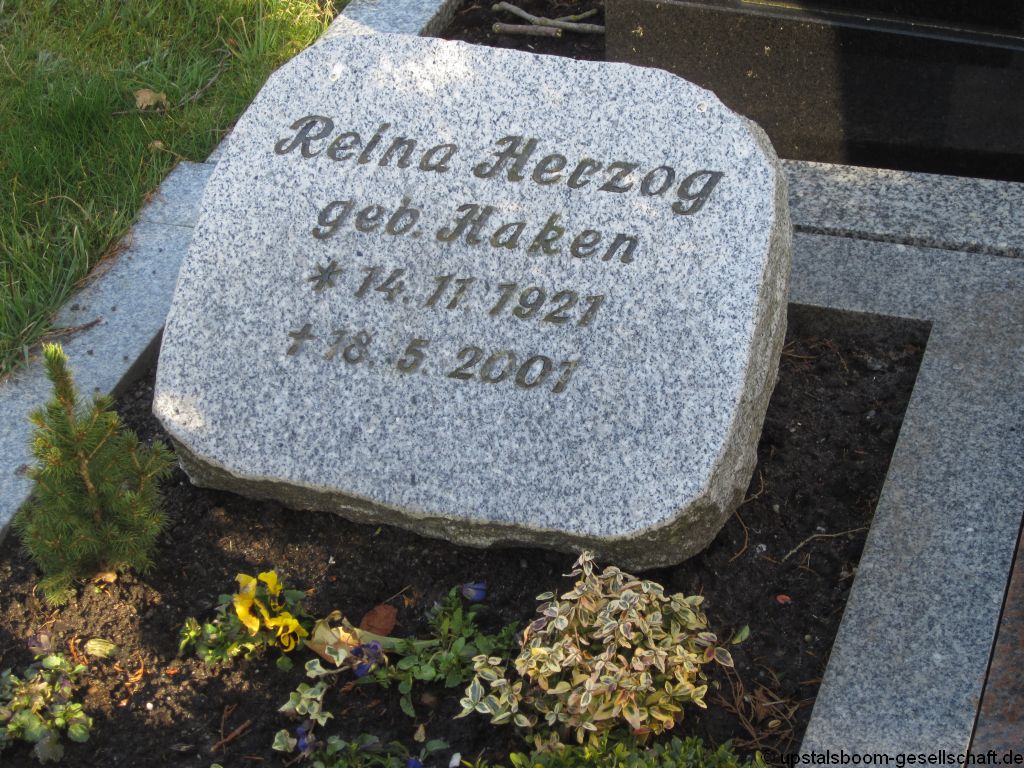 Reina Herzog
geb. Haken
* 14. 11. 1921
† 18. 5. 2001
© upstalsboom-gesellschaft.de